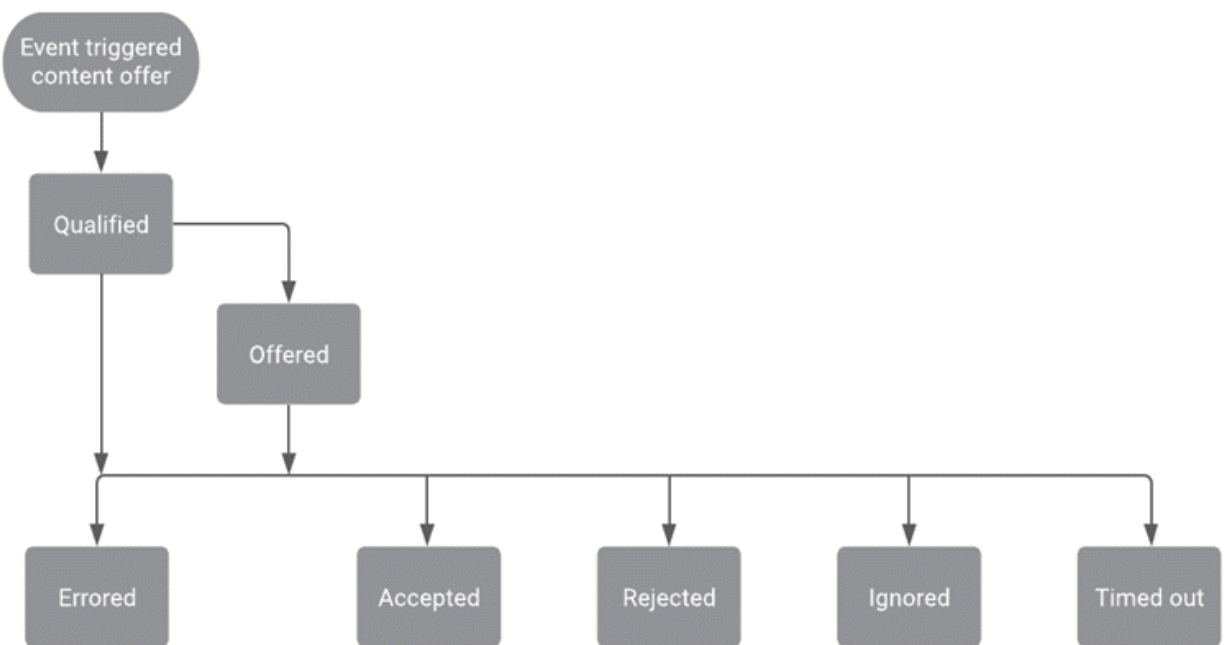 Event triggered
content offer
Qualified
Offered
Errored
Accepted
Rejected
Ignored
Timed out